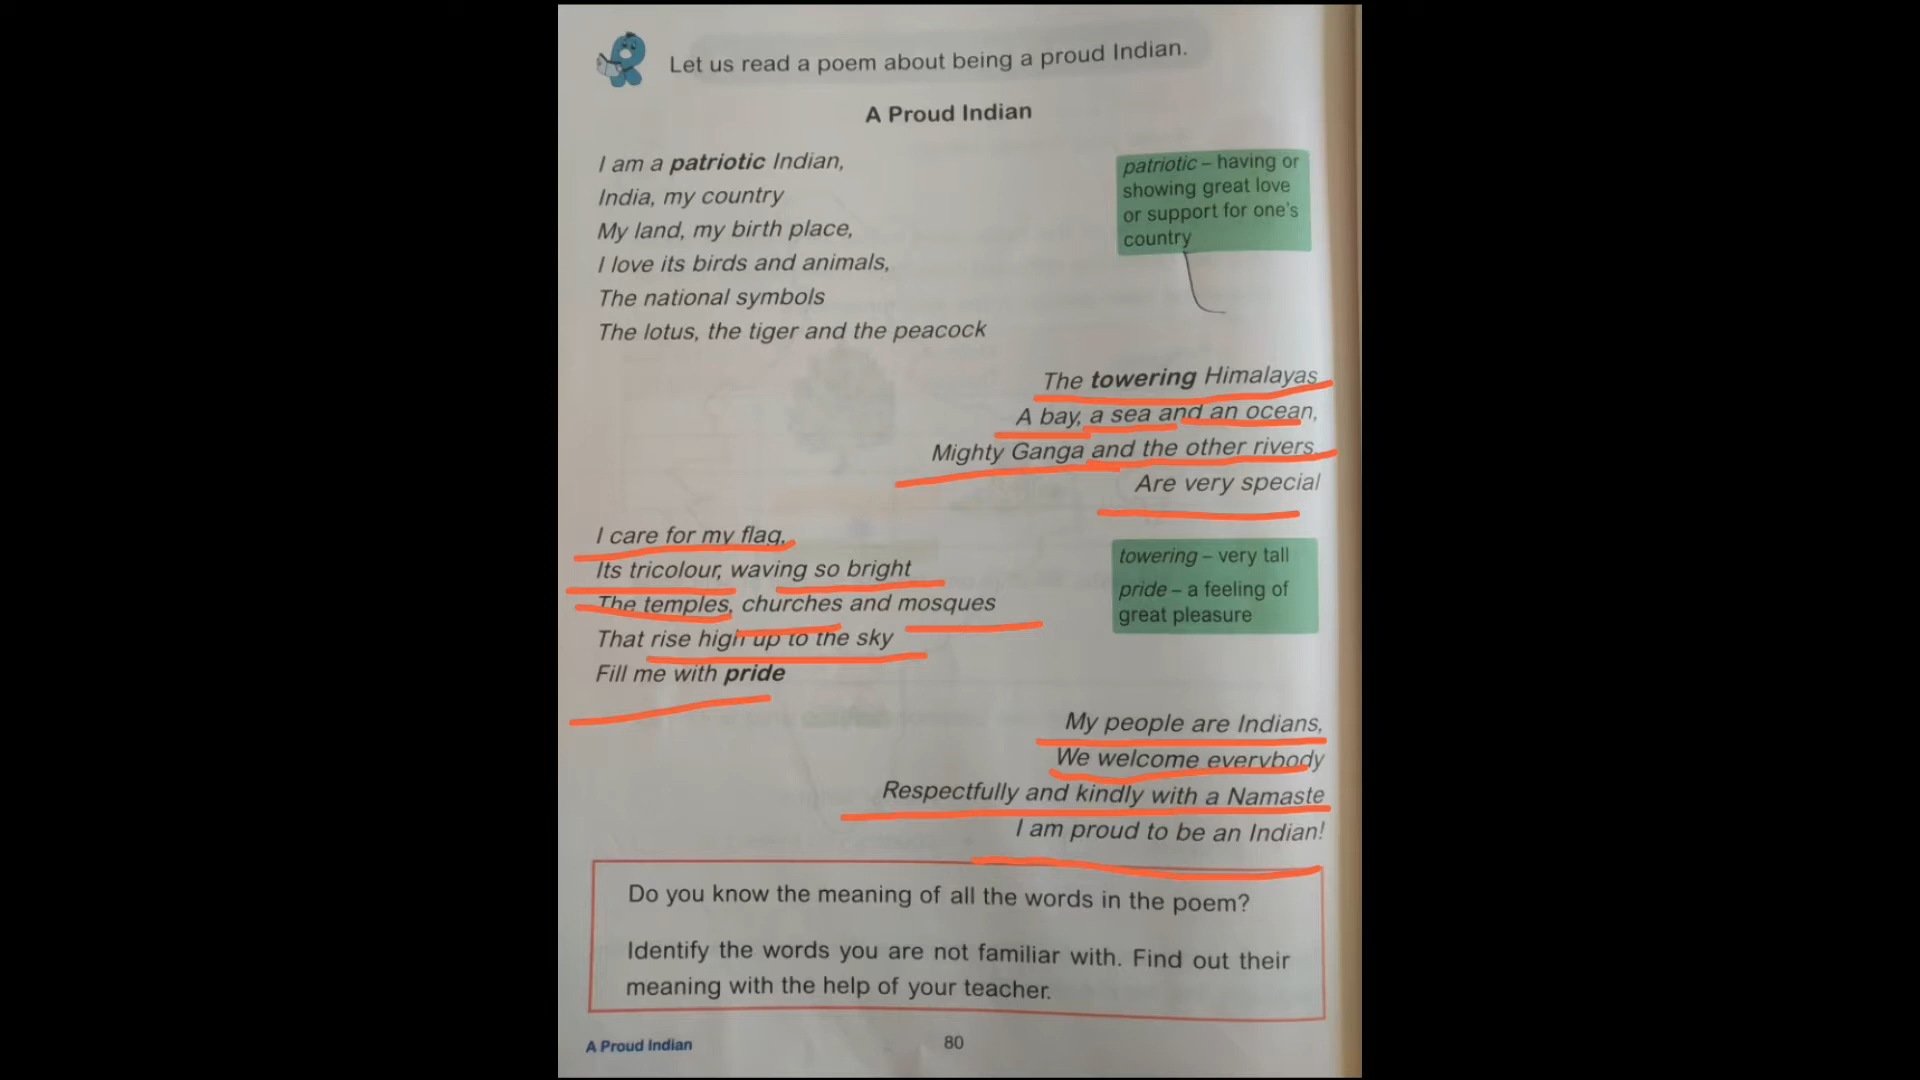 Let us read a poem about being a proud Indian.
A Proud Indian
I am a patriotic Indian,
India, my country
My land, my birth place,
I love its birds and animals,
The national symbols
The lotus, the tiger and the peacock
patriotic – having or
showing great love
or support for one's
country
The towering Himalayas
A bay, a sea and an ocean,
Mighty Ganga and the other rivers
Are very special
I care for my flag,
Its tricolour, waving so bright
The temples, churches and mosques
That rise high up to the sky
Fill me with pride
towering – very tall
pride – a feeling of
great pleasure
My people are Indians,
We welcome everybody
Respectfully and kindly with a Namaste
I am proud to be an Indian!
Do you know the meaning of all the words in the poem?
Identify the words you are not familiar with. Find out their
meaning with the help of your teacher.
A Proud Indian
80